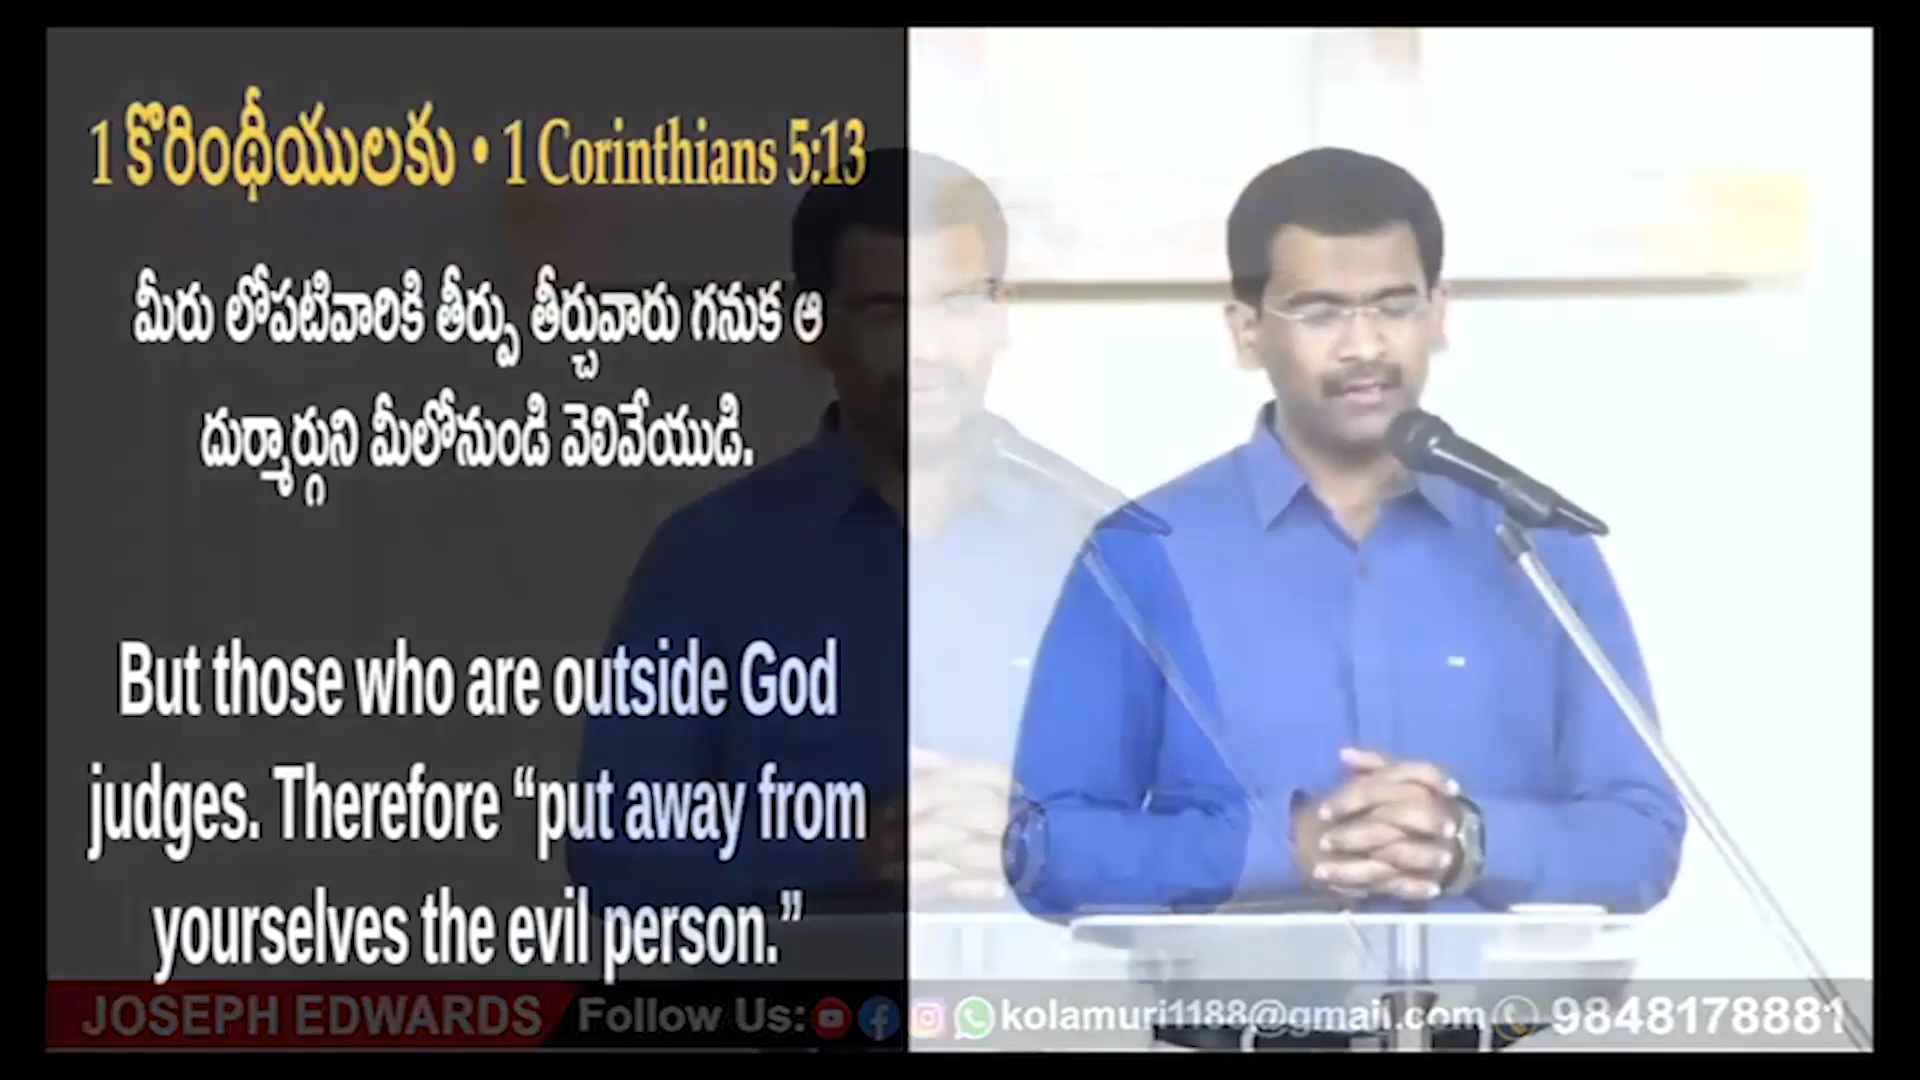 1 కొరింథీయులకు • 1 Corinthians 5:13
మీరు లోపటివారికి తీర్పు తీర్చువారు గనుక ఆ
దుర్మార్గుని మీలోనుండి వెలివేయుడి.
But those who are outside God
judges. Therefore “put away from
yourselves the evil person.”
JOSEPH EDWARDS Follow Us: kolamuri1188@gmail.com 9848178881